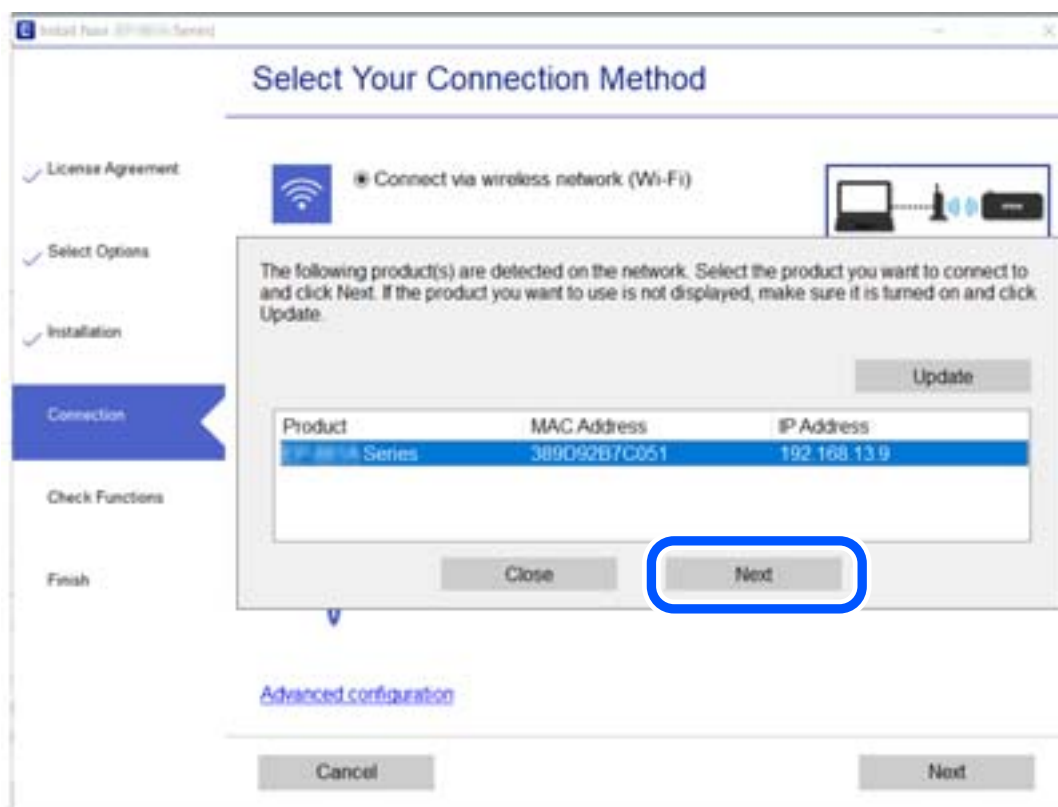 Install Navi
Series]
Select Your Connection Method
License Agreement
Connect via wireless network (Wi-Fi)
Select Options
The following product(s) are detected on the network. Select the product you want to connect to
and click Next. If the product you want to use is not displayed, make sure it is turned on and click
Update.
Installation
Update
Connection
Product MAC Address IP Address
Series 389D92B7C051 192.168.13.9
Check Functions
Close Next
Finish
Advanced configuration
Cancel Next